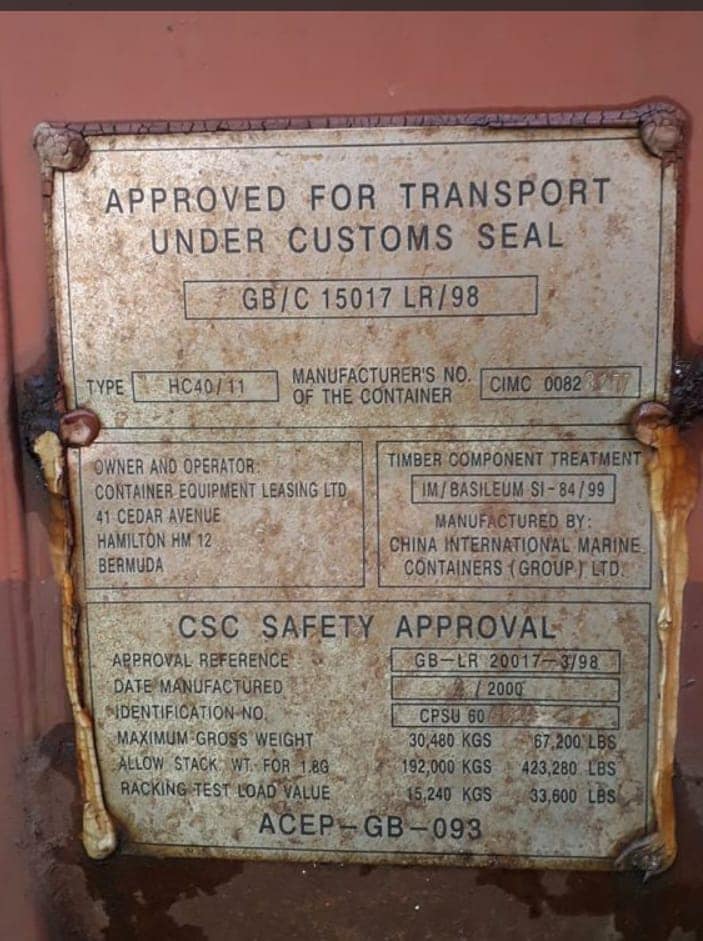 APPROVED FOR TRANSPORT
UNDER CUSTOMS SEAL
GB/C 15017 LR/98
TYPE HC40/11
MANUFACTURER'S NO.
OF THE CONTAINER
CIMC 0082
OWNER AND OPERATOR:
CONTAINER EQUIPMENT LEASING LTD
41 CEDAR AVENUE
HAMILTON HM 12
BERMUDA
TIMBER COMPONENT TREATMENT
IM/BASILEUM SI-84/99
MANUFACTURED BY:
CHINA INTERNATIONAL MARINE
CONTAINERS (GROUP) LTD.
CSC SAFETY APPROVAL
APPROVAL REFERENCE GB-LR 20017-3/98
DATE MANUFACTURED / 2000
IDENTIFICATION NO. CPSU 60
MAXIMUM GROSS WEIGHT 30,480 KGS 67,200 LBS
ALLOW STACK. WT. FOR 1.8G 192,000 KGS 423,280 LBS
RACKING TEST LOAD VALUE 15,240 KGS 33,600 LBS
ACEP-GB-093